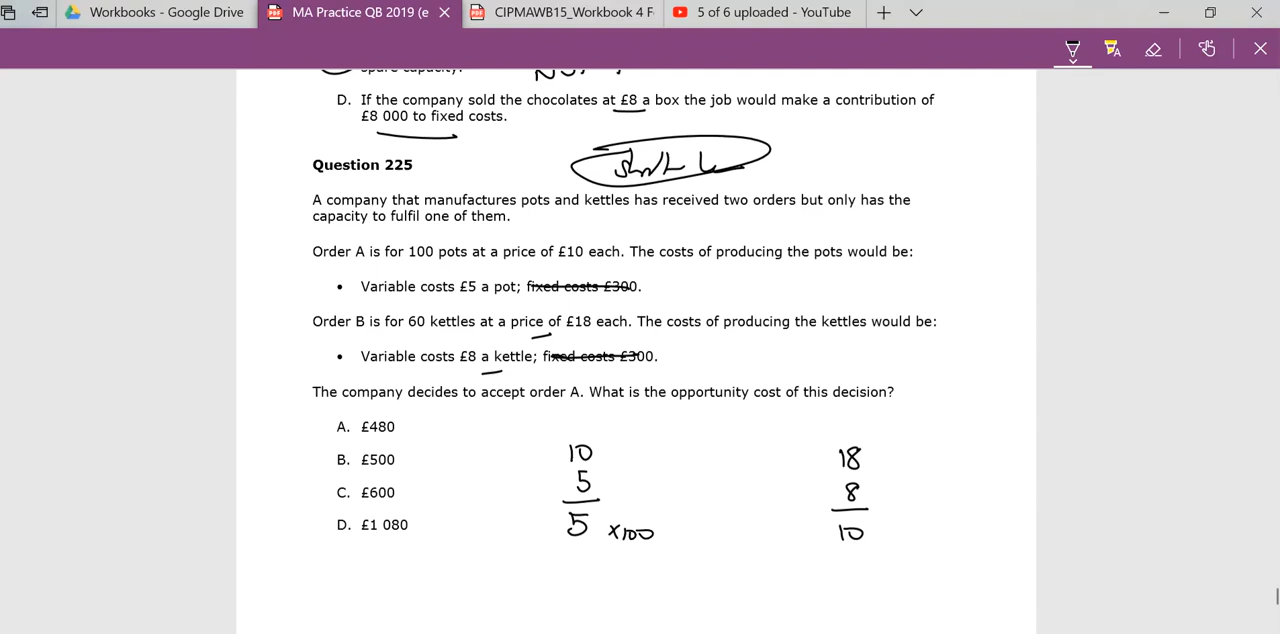 Workbooks - Google Drive MA Practice QB 2019 (e CIPMAWB15_Workbook 4 F 5 of 6 uploaded - YouTube
spare capacity.
D. If the company sold the chocolates at £8 a box the job would make a contribution of
£8 000 to fixed costs.
Question 225
A company that manufactures pots and kettles has received two orders but only has the
capacity to fulfil one of them.
Order A is for 100 pots at a price of £10 each. The costs of producing the pots would be:
• Variable costs £5 a pot; fixed costs £300.
Order B is for 60 kettles at a price of £18 each. The costs of producing the kettles would be:
• Variable costs £8 a kettle; fixed costs £300.
The company decides to accept order A. What is the opportunity cost of this decision?
A. £480
B. £500
C. £600
D. £1 080
10
5
5 x100
18
8
10